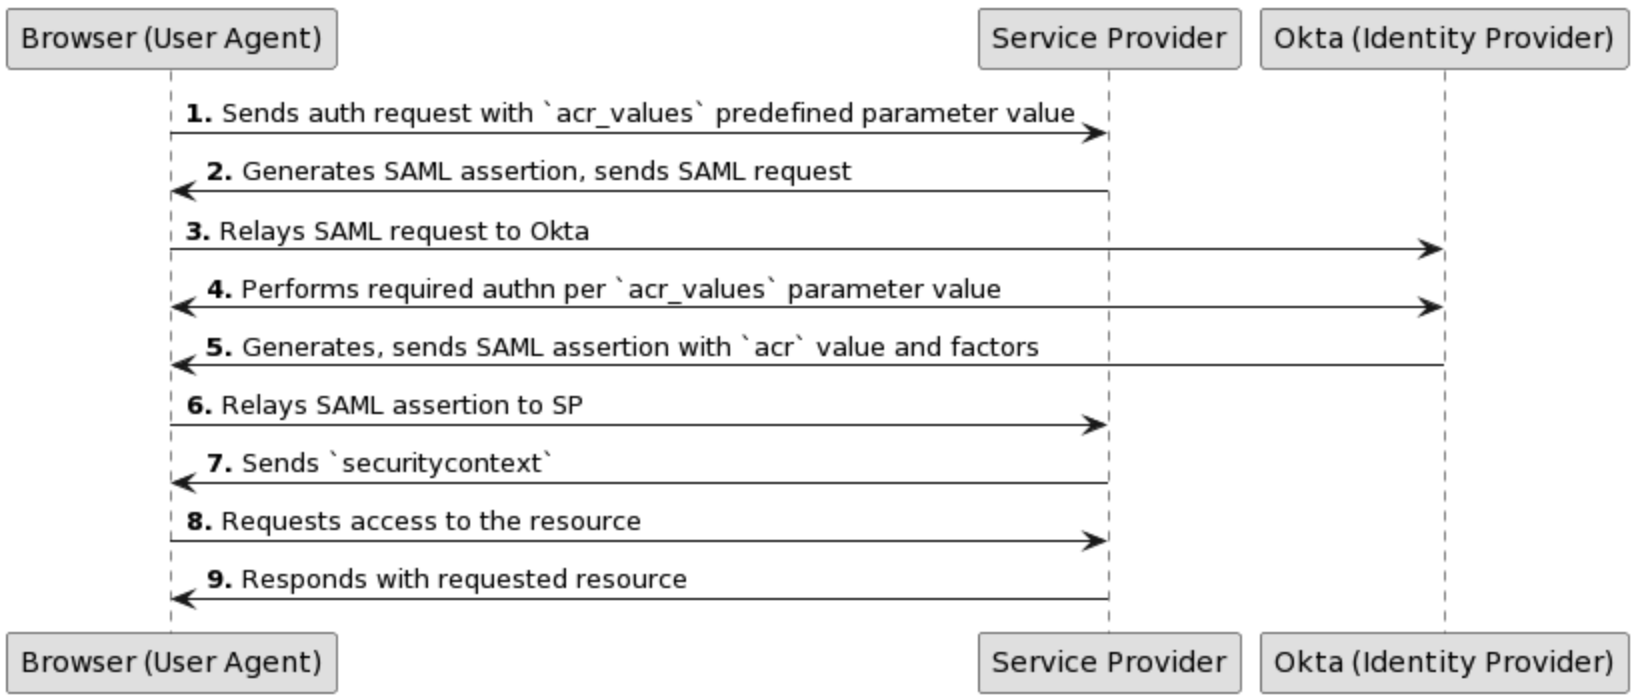 Browser (User Agent)
Service Provider
Okta (Identity Provider)
1. Sends auth request with `acr_values` predefined parameter value
2. Generates SAML assertion, sends SAML request
3. Relays SAML request to Okta
4. Performs required authn per `acr_values` parameter value
5. Generates, sends SAML assertion with `acr` value and factors
6. Relays SAML assertion to SP
7. Sends `securitycontext`
8. Requests access to the resource
9. Responds with requested resource
Browser (User Agent)
Service Provider
Okta (Identity Provider)